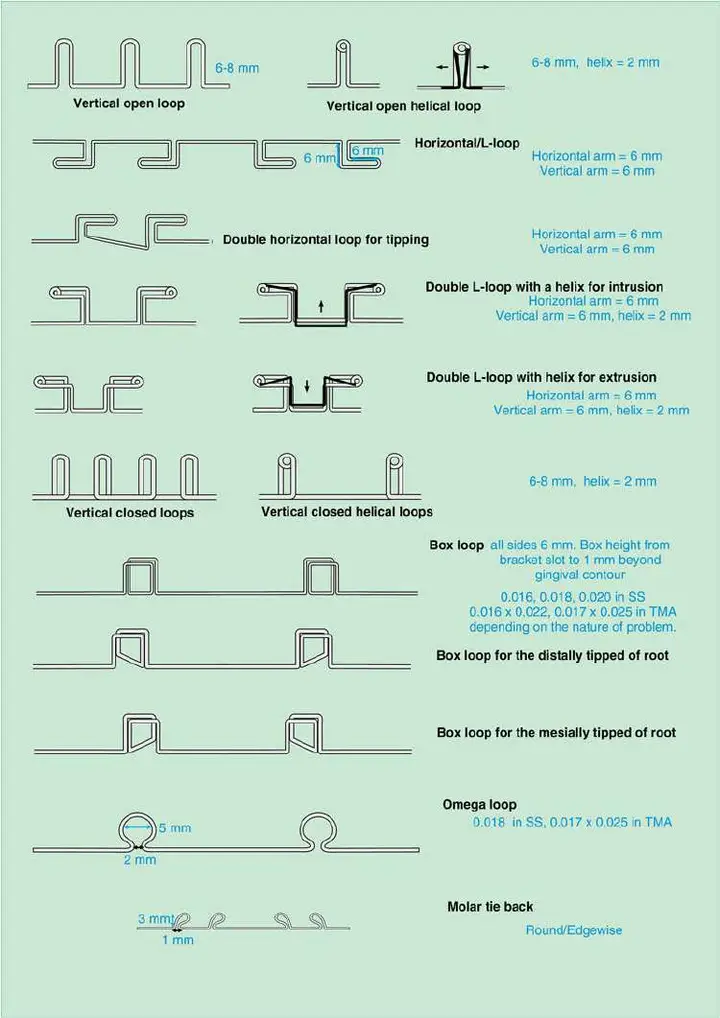 6-8 mm
Vertical open loop
Vertical open helical loop
6-8 mm, helix = 2 mm
6 mm
6 mm
Horizontal/L-loop
Horizontal arm = 6 mm
Vertical arm = 6 mm
Double horizontal loop for tipping
Horizontal arm = 6 mm
Vertical arm = 6 mm
Double L-loop with a helix for intrusion
Horizontal arm = 6 mm
Vertical arm = 6 mm, helix = 2 mm
Double L-loop with helix for extrusion
Horizontal arm = 6 mm
Vertical arm = 6 mm, helix = 2 mm
Vertical closed loops
Vertical closed helical loops
6-8 mm, helix = 2 mm
Box loop all sides 6 mm. Box height from
bracket slot to 1 mm beyond
gingival contour
0.016, 0.018, 0.020 in SS
0.016 x 0.022, 0.017 x 0.025 in TMA
depending on the nature of problem.
Box loop for the distally tipped of root
Box loop for the mesially tipped of root
Omega loop
0.018 in SS, 0.017 x 0.025 in TMA
5 mm
2 mm
Molar tie back
Round/Edgewise
3 mm
1 mm